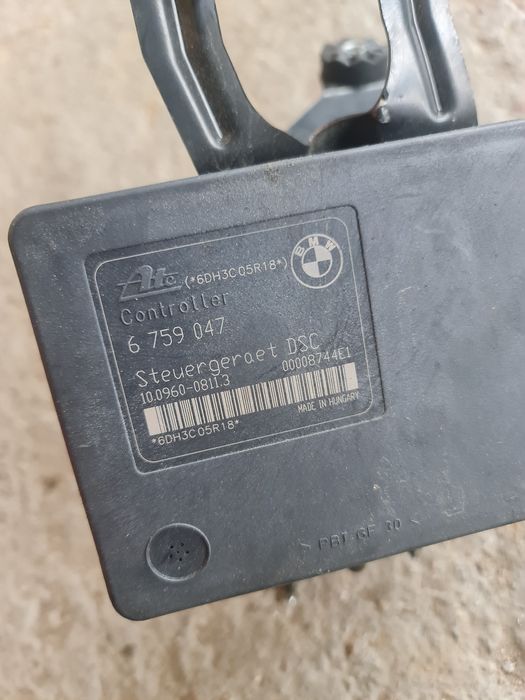 Ate (*6DH3C05R18*)
BMW
Controller
6 759 047
Steuergeraet DSC
10.0960-0811.3 00008744E1
*6DH3C05R18*
MADE IN HUNGARY
> PBT-GF 30 <